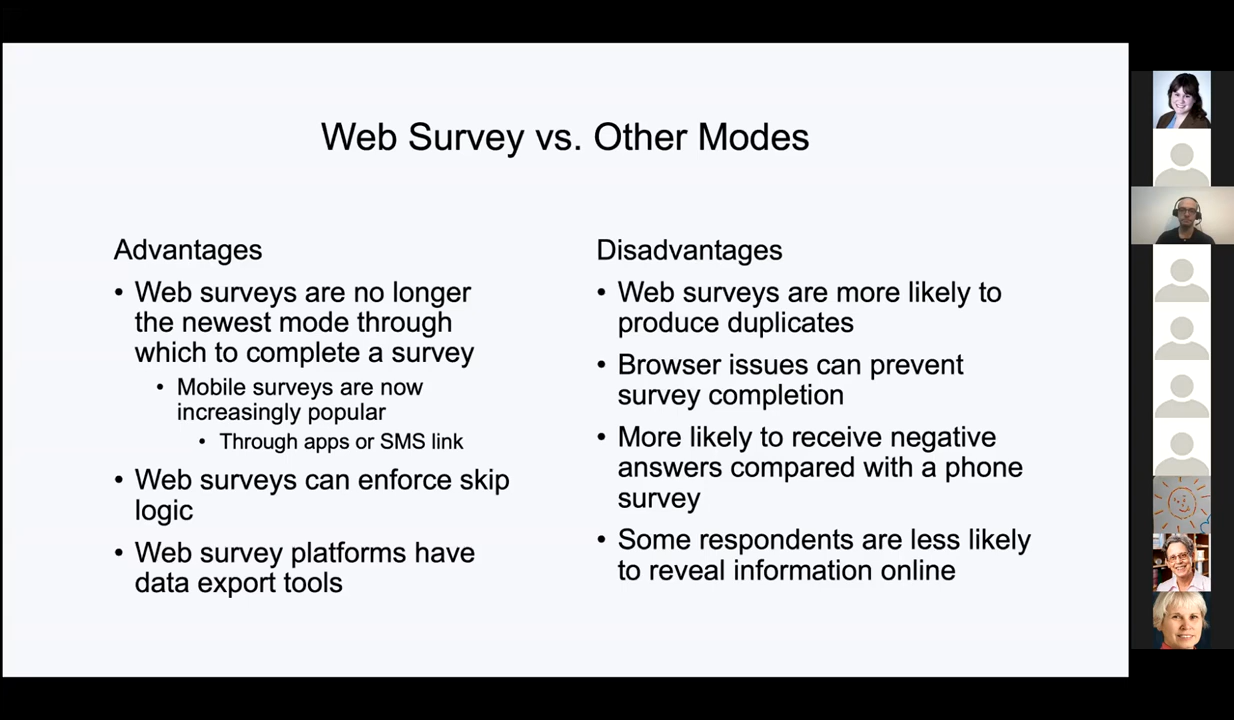 Web Survey vs. Other Modes
Advantages
• Web surveys are no longer
the newest mode through
which to complete a survey
• Mobile surveys are now
increasingly popular
• Through apps or SMS link
• Web surveys can enforce skip
logic
• Web survey platforms have
data export tools
Disadvantages
• Web surveys are more likely to
produce duplicates
• Browser issues can prevent
survey completion
• More likely to receive negative
answers compared with a phone
survey
• Some respondents are less likely
to reveal information online